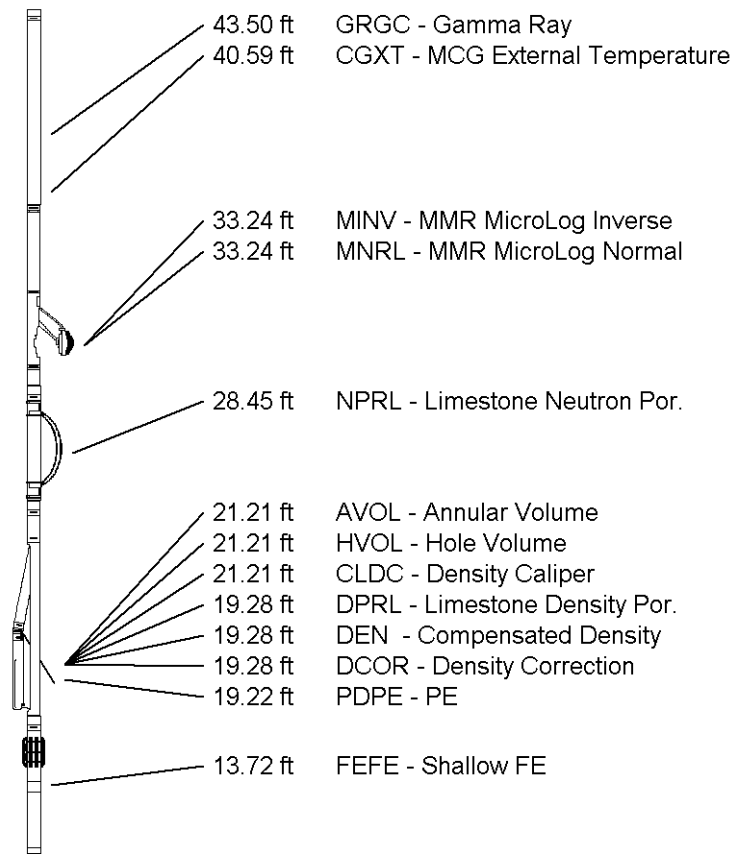 43.50 ft GRGC - Gamma Ray
40.59 ft CGXT - MCG External Temperature
33.24 ft MINV - MMR MicroLog Inverse
33.24 ft MNRL - MMR MicroLog Normal
28.45 ft NPRL - Limestone Neutron Por.
21.21 ft AVOL - Annular Volume
21.21 ft HVOL - Hole Volume
21.21 ft CLDC - Density Caliper
19.28 ft DPRL - Limestone Density Por.
19.28 ft DEN - Compensated Density
19.28 ft DCOR - Density Correction
19.22 ft PDPE - PE
13.72 ft FEFE - Shallow FE